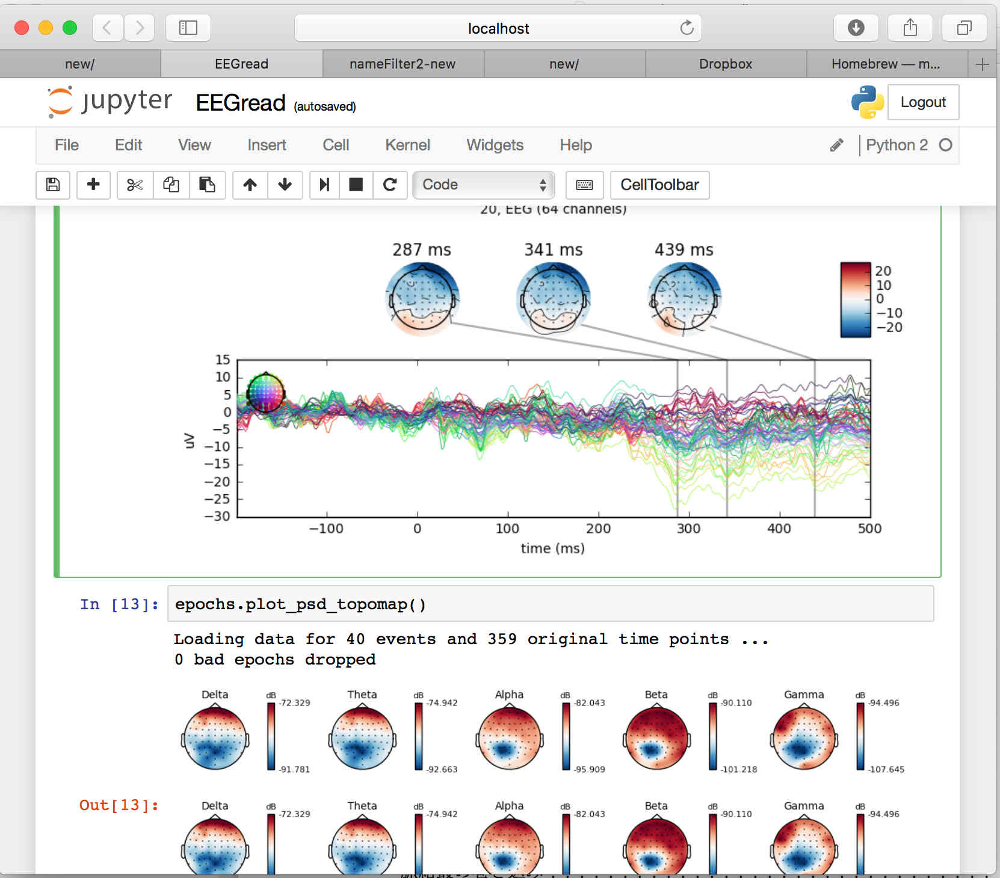 localhost
new/ EEGread nameFilter2-new new/ Dropbox Homebrew — m...
jupyter EEGread (autosaved) Logout
File Edit View Insert Cell Kernel Widgets Help Python 2
Code CellToolbar
20, EEG (64 channels)
287 ms 341 ms 439 ms
20
10
0
−10
−20
15
10
5
0
−5
−10
−15
−20
−25
−30
uV
−100 0 100 200 300 400 500
time (ms)
In [13]: epochs.plot_psd_topomap()
Loading data for 40 events and 359 original time points ...
0 bad epochs dropped
Delta dB Theta dB Alpha dB Beta dB Gamma dB
-72.329 -74.942 -82.043 -90.110 -94.496
-91.781 -92.663 -95.909 -101.218 -107.645
Out[13]:
Delta dB Theta dB Alpha dB Beta dB Gamma dB
-72.329 -74.942 -82.043 -90.110 -94.496